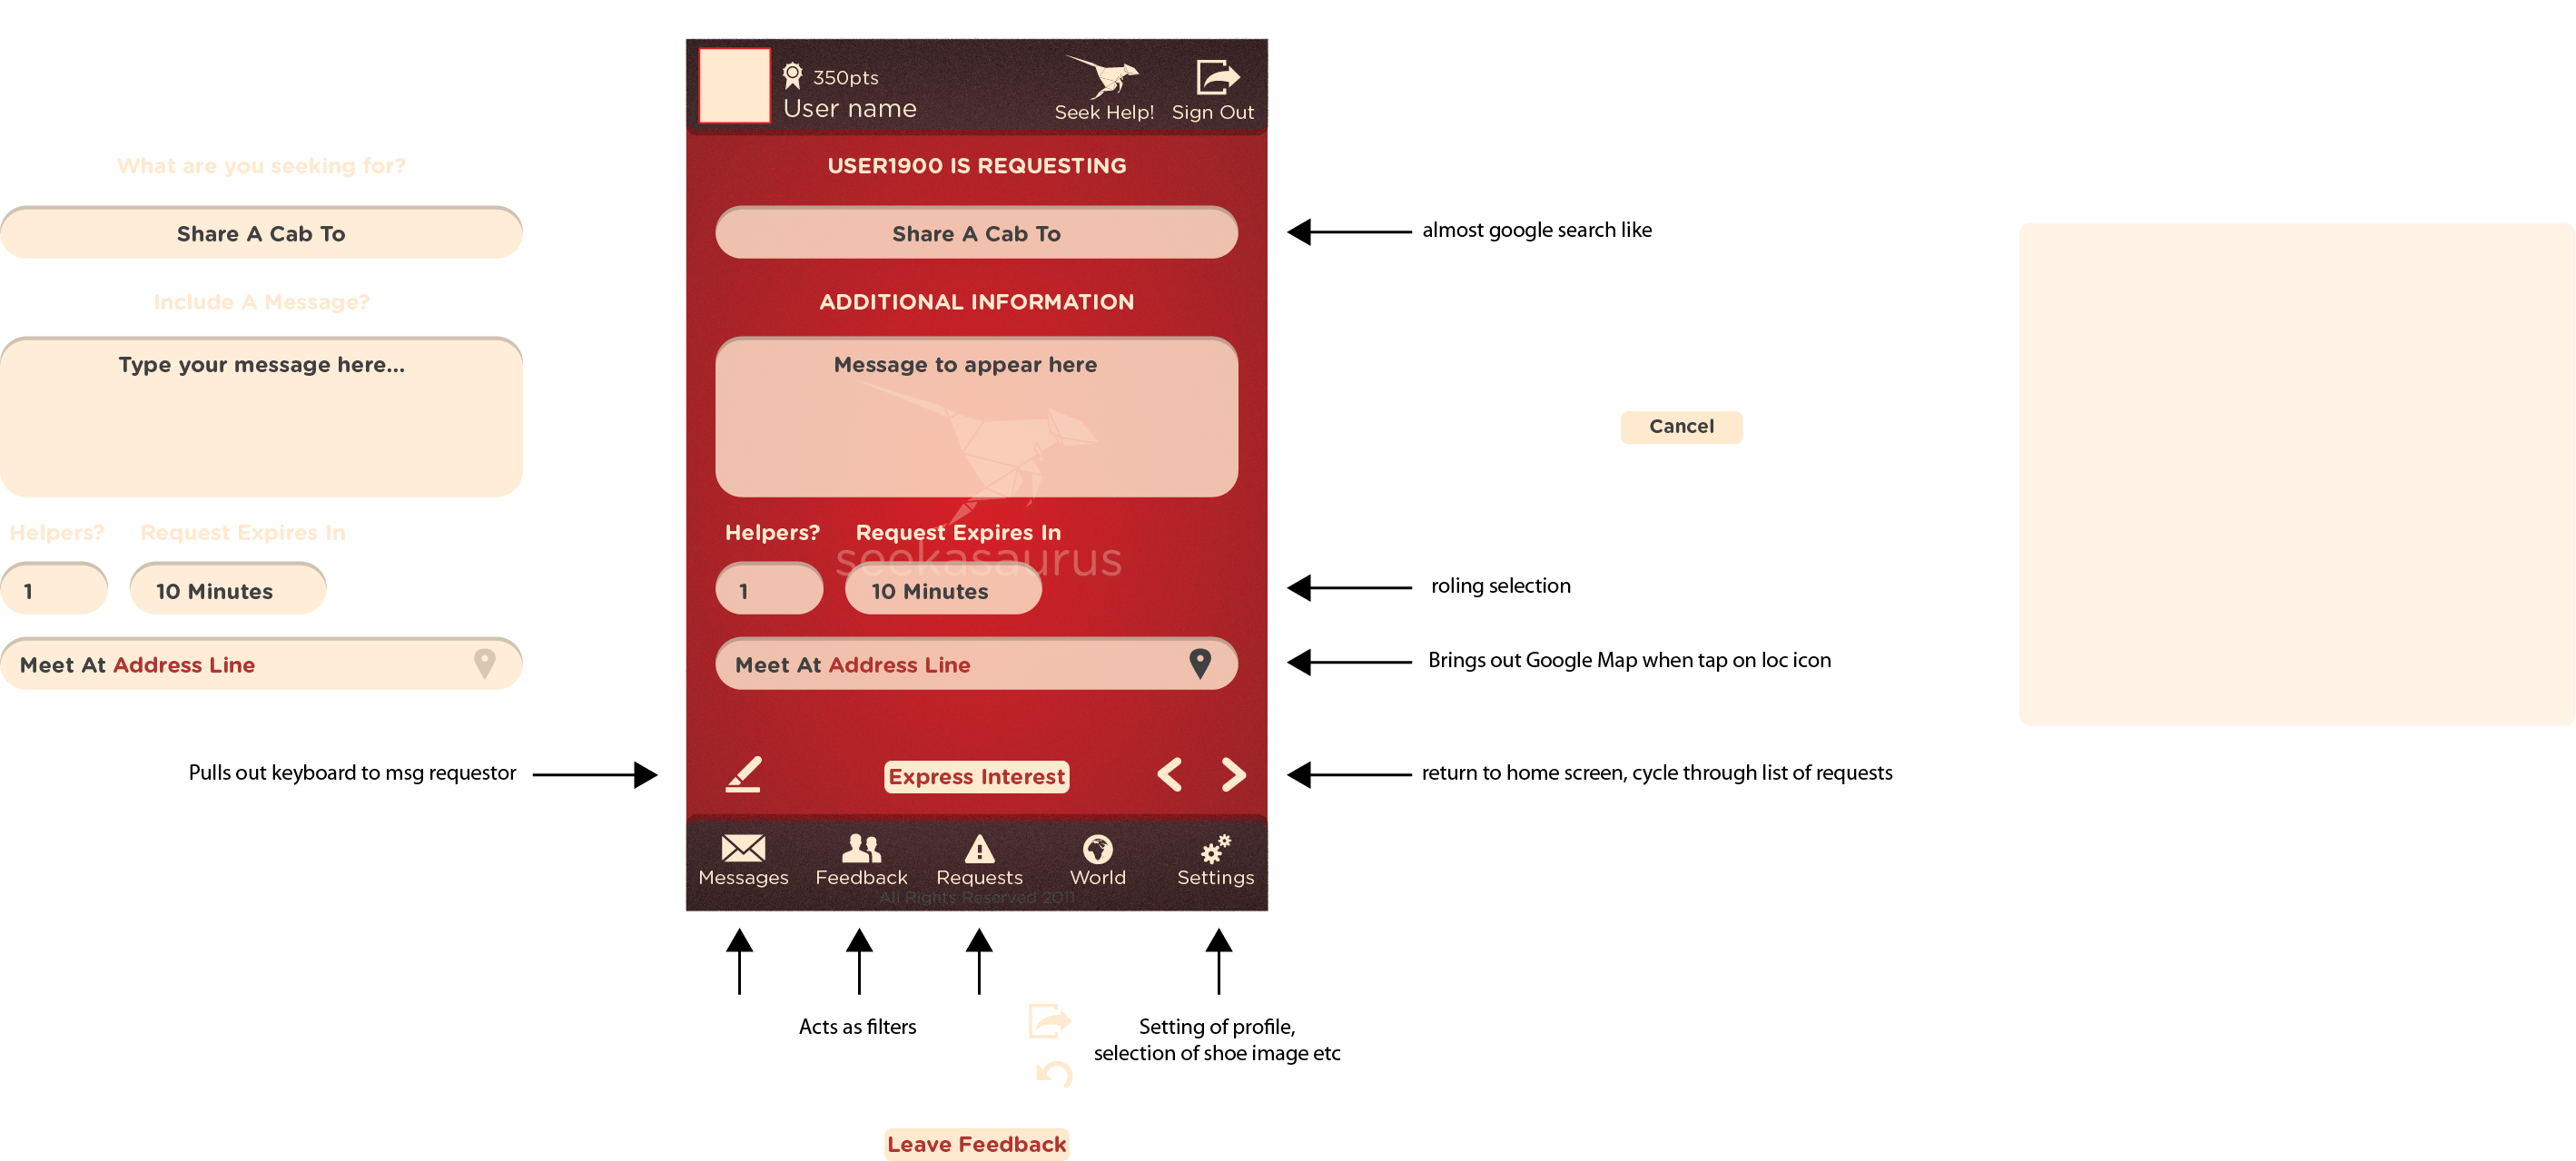 350pts
User name
Seek Help!
Sign Out
What are you seeking for?
Share A Cab To
Include A Message?
Type your message here...
Helpers?
Request Expires In
1
10 Minutes
Meet At Address Line
USER1900 IS REQUESTING
Share A Cab To
ADDITIONAL INFORMATION
Message to appear here
Helpers?
Request Expires In
seekasaurus
1
10 Minutes
Meet At Address Line
Express Interest
Messages
Feedback
Requests
World
Settings
All Rights Reserved 2011
almost google search like
Cancel
roling selection
Brings out Google Map when tap on loc icon
Pulls out keyboard to msg requestor
return to home screen, cycle through list of requests
Acts as filters
Setting of profile,
selection of shoe image etc
Leave Feedback